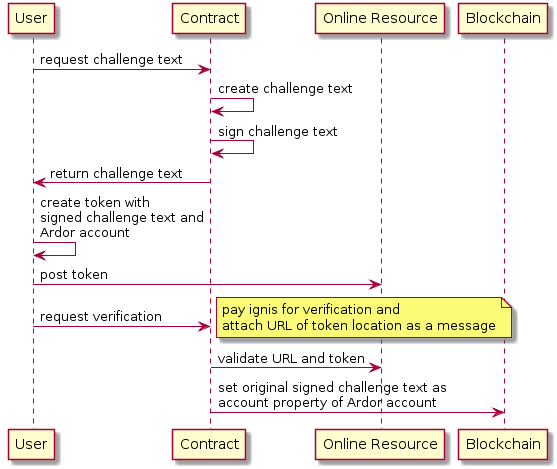 User
Contract
Online Resource
Blockchain
request challenge text
create challenge text
sign challenge text
return challenge text
create token with
signed challenge text and
Ardor account
post token
pay ignis for verification and
attach URL of token location as a message
request verification
validate URL and token
set original signed challenge text as
account property of Ardor account
User
Contract
Online Resource
Blockchain